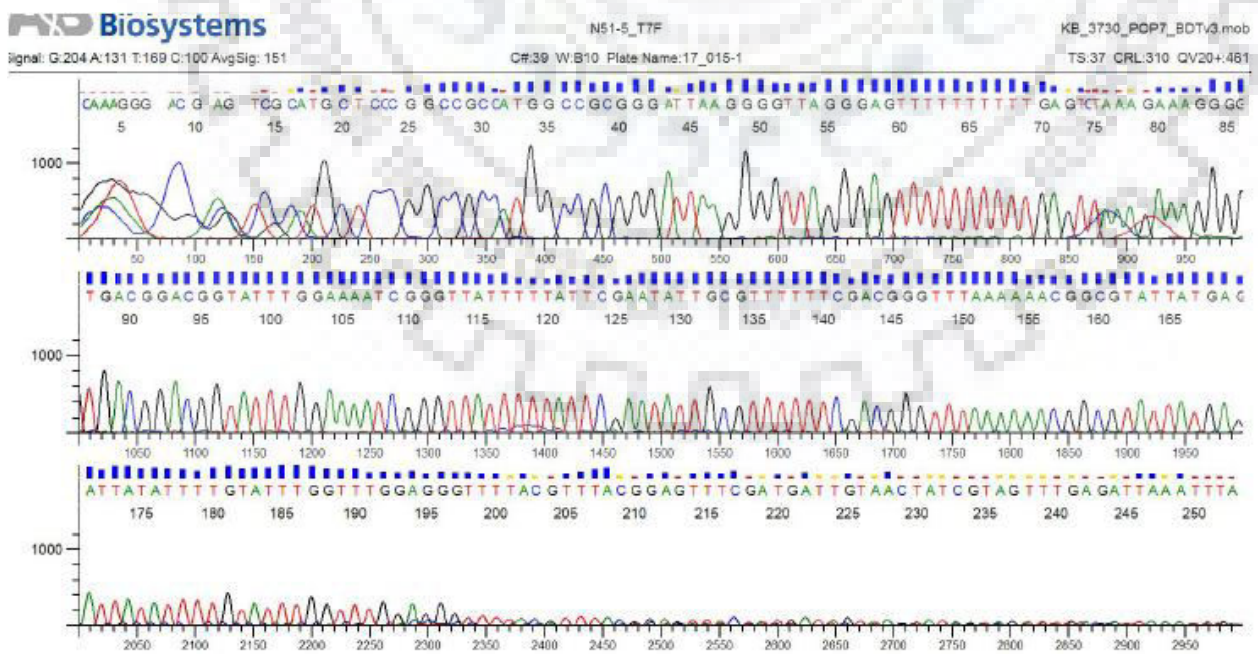 Biosystems
N51-5_T7F
KB_3730_POP7_BDTv3.mob
Signal: G:204 A:131 T:169 C:100 AvgSig: 151
C#:39 W:B10 Plate Name:17_015-1
TS:37 CRL:310 QV20+:461
CAAAGGG ACG AG TCGCATGCTCCCG GCCGCCATGGCCGCGGGATTAAGGGGTTAGGGAGTTTTTTTTTTGAGTCTAAAGAAAGGGG
5 10 15 20 25 30 35 40 45 50 55 60 65 70 75 80 85
1000
50 100 150 200 250 300 350 400 450 500 550 600 650 700 750 800 850 900 950
TGACGGACGGTATTTGGAAAATCGGGTTATTTTTATTCGAATATTGCGTTTTTTCGACGGGTTTAAAAAACGGCGTATTATGAG
90 95 100 105 110 115 120 125 130 135 140 145 150 155 160 165
1000
1050 1100 1150 1200 1250 1300 1350 1400 1450 1500 1550 1600 1650 1700 1750 1800 1850 1900 1950
ATTATATTTTGTATTTGGTTTGGAGGGTTTTACGTTTACGGAGTTTCGATGATTGTAACTATCGTAGTTTGAGATTAAATTTA
175 180 185 190 195 200 205 210 215 220 225 230 235 240 245 250
1000
2050 2100 2150 2200 2250 2300 2350 2400 2450 2500 2550 2600 2650 2700 2750 2800 2850 2900 2950